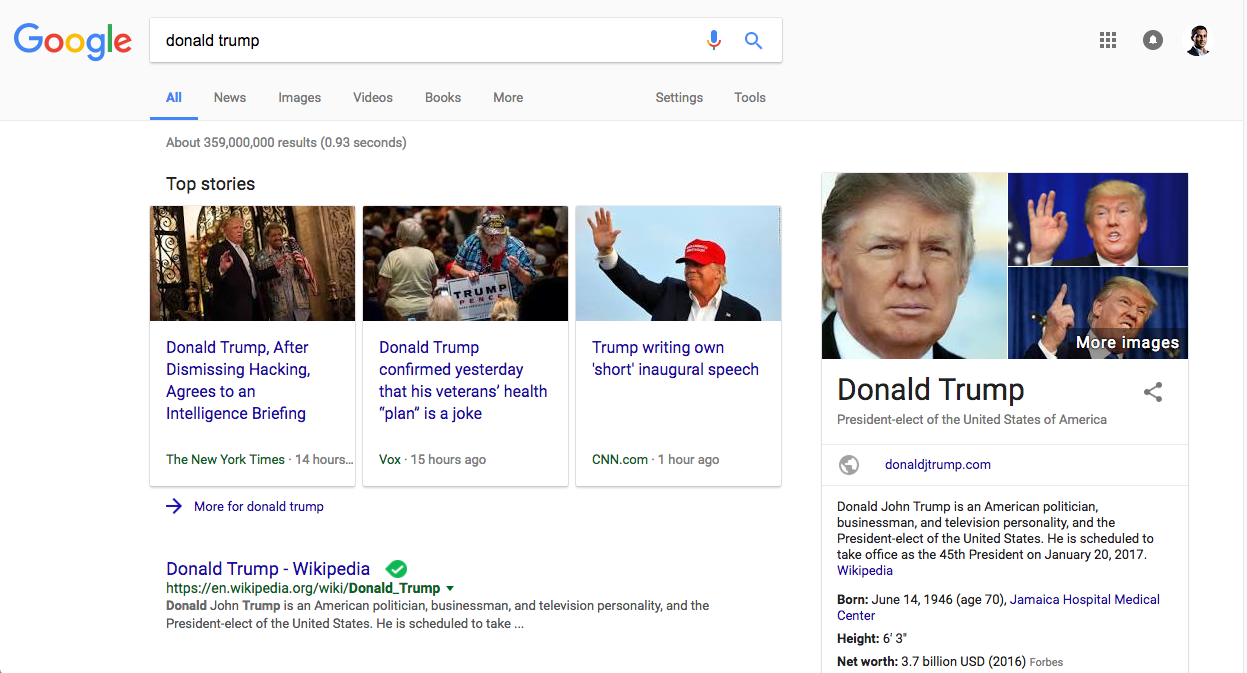 Google
donald trump
All News Images Videos Books More Settings Tools
About 359,000,000 results (0.93 seconds)
Top stories
Donald Trump, After
Dismissing Hacking,
Agrees to an
Intelligence Briefing
The New York Times · 14 hours...
Donald Trump
confirmed yesterday
that his veterans’ health
“plan” is a joke
Vox · 15 hours ago
Trump writing own
'short' inaugural speech
CNN.com · 1 hour ago
TRUMP
PENCE
More for donald trump
Donald Trump - Wikipedia
https://en.wikipedia.org/wiki/Donald_Trump
Donald John Trump is an American politician, businessman, and television personality, and the
President-elect of the United States. He is scheduled to take ...
More images
Donald Trump
President-elect of the United States of America
donaldjtrump.com
Donald John Trump is an American politician,
businessman, and television personality, and the
President-elect of the United States. He is scheduled to
take office as the 45th President on January 20, 2017.
Wikipedia
Born: June 14, 1946 (age 70), Jamaica Hospital Medical
Center
Height: 6′ 3″
Net worth: 3.7 billion USD (2016) Forbes